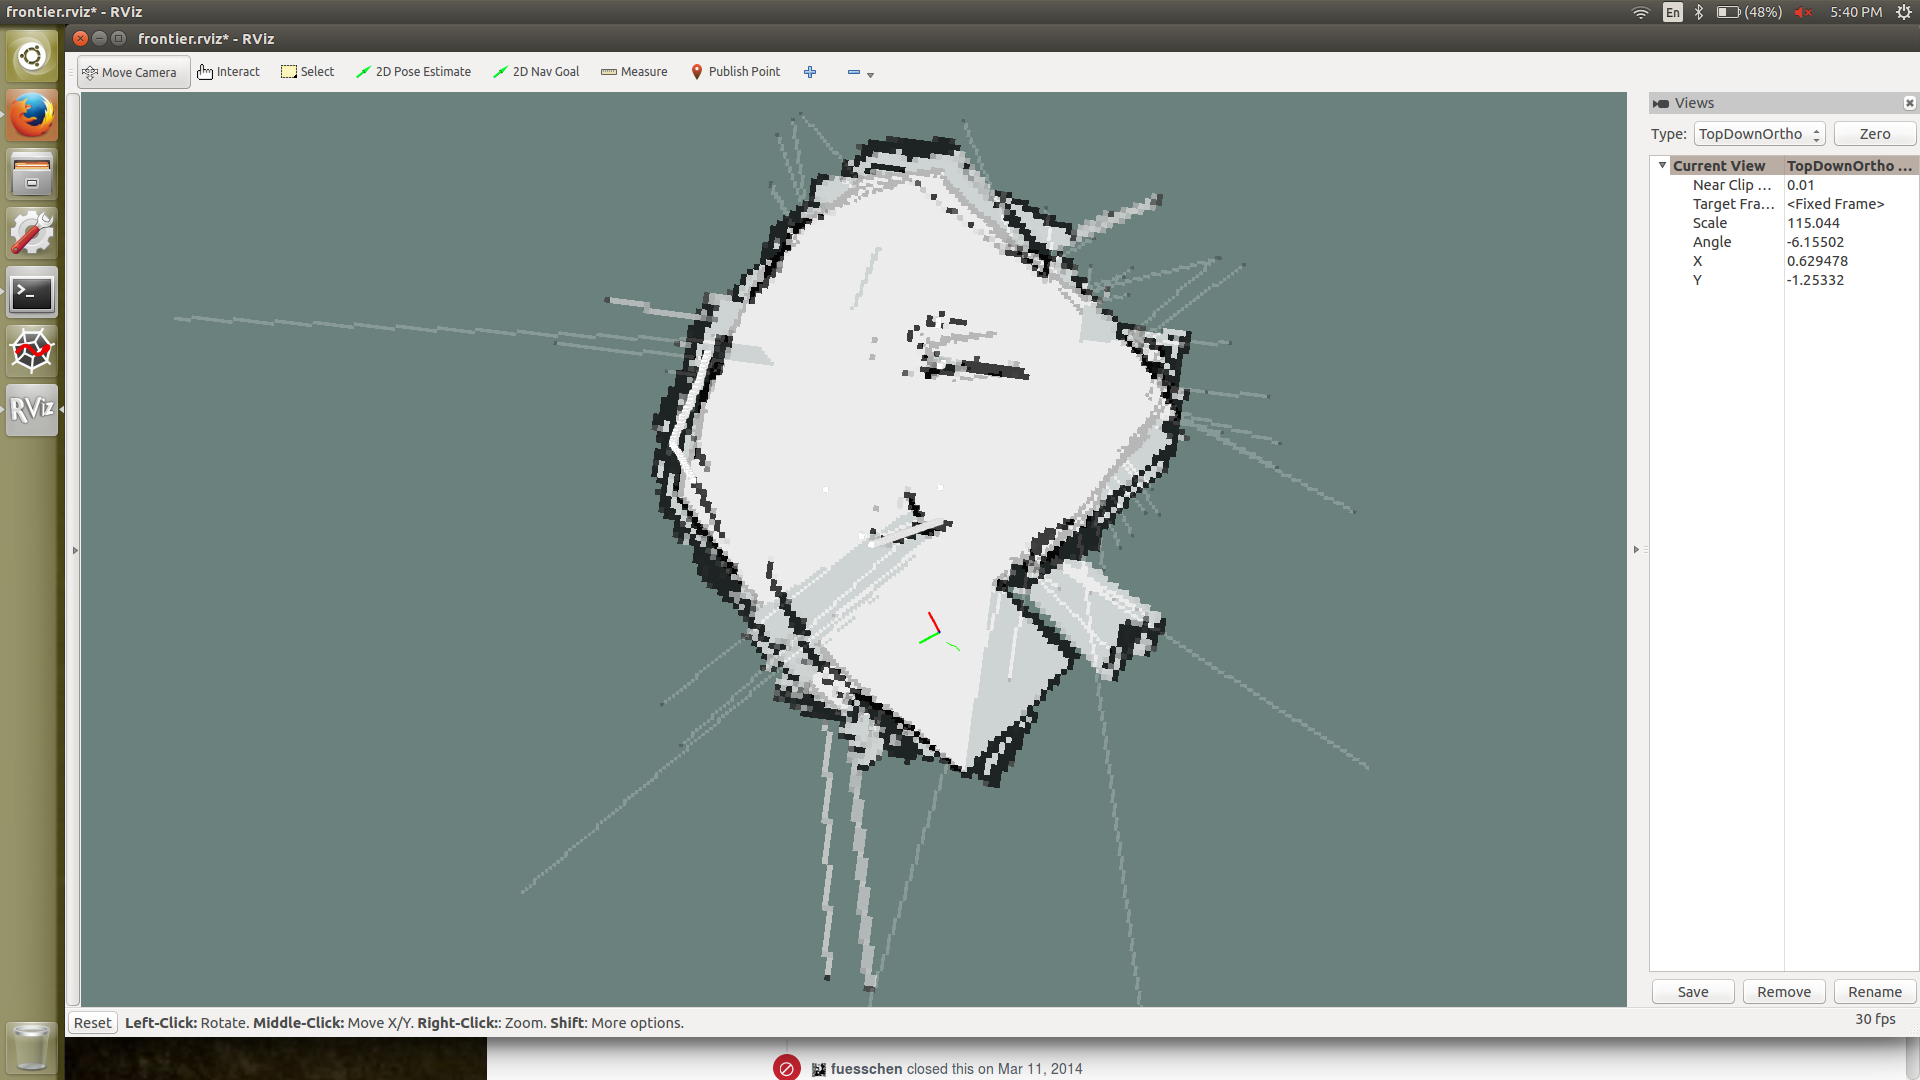 frontier.rviz* - RViz
En
(48%)
5:40 PM
frontier.rviz* - RViz
Move Camera
Interact
Select
2D Pose Estimate
2D Nav Goal
Measure
Publish Point
Views
Type: TopDownOrtho Zero
Current View TopDownOrtho ...
Near Clip ... 0.01
Target Fra... <Fixed Frame>
Scale 115.044
Angle -6.15502
X 0.629478
Y -1.25332
RViz
Save Remove Rename
Reset Left-Click: Rotate. Middle-Click: Move X/Y. Right-Click:: Zoom. Shift: More options.
30 fps
fuesschen closed this on Mar 11, 2014